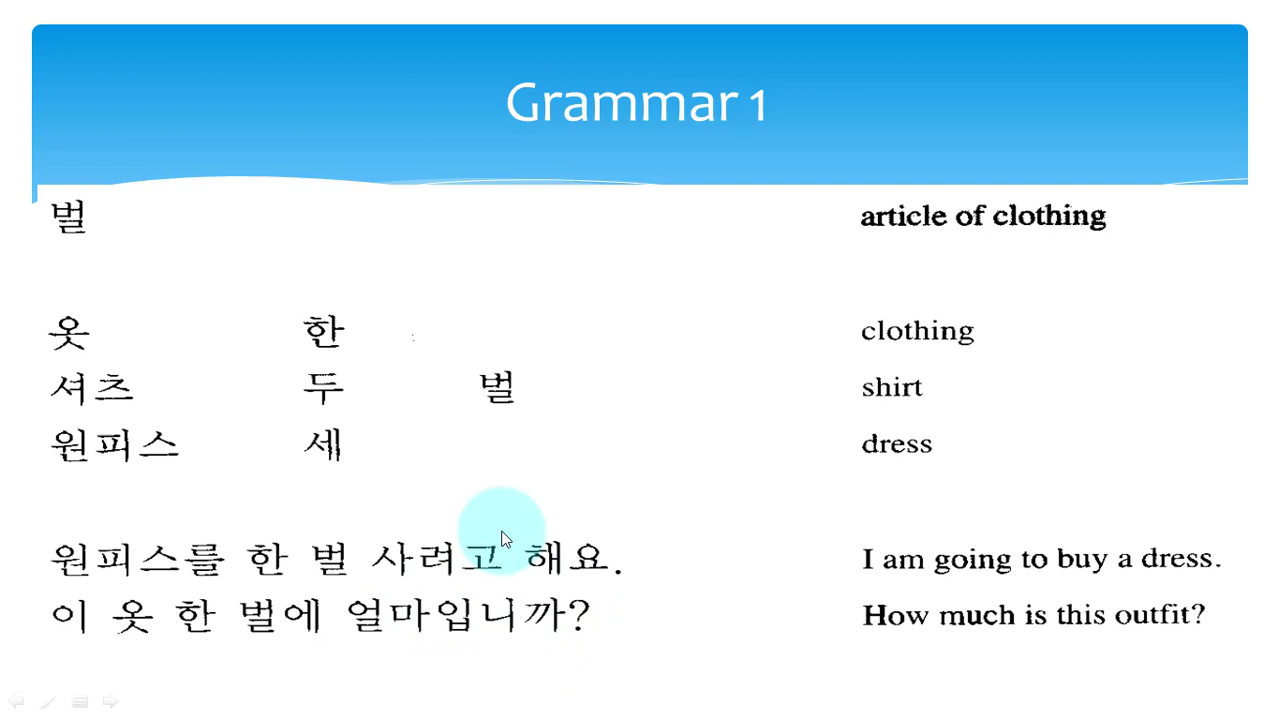 Grammar 1
벌 article of clothing
옷 한 clothing
셔츠 두 벌 shirt
원피스 세 dress
원피스를 한 벌 사려고 해요. I am going to buy a dress.
이 옷 한 벌에 얼마입니까? How much is this outfit?